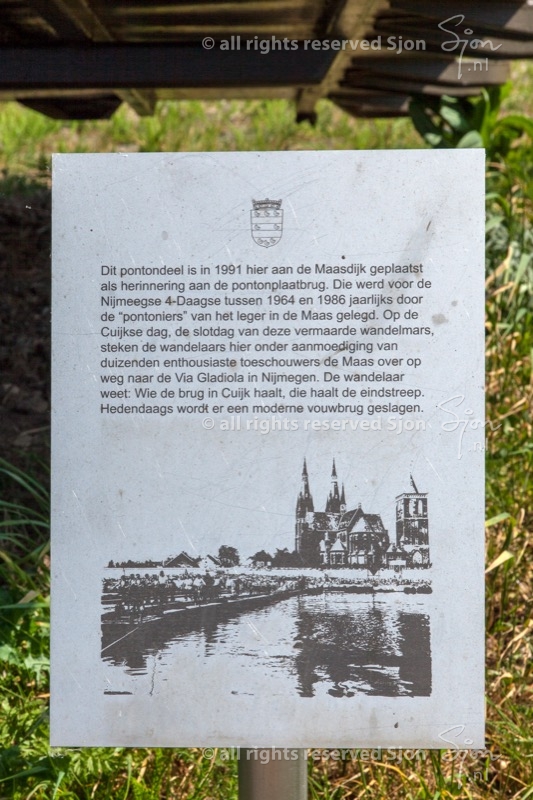 © all rights reserved Sjon Sjon
.nl
Dit pontondeel is in 1991 hier aan de Maasdijk geplaatst
als herinnering aan de pontonplaatbrug. Die werd voor de
Nijmeegse 4-Daagse tussen 1964 en 1986 jaarlijks door
de “pontoniers” van het leger in de Maas gelegd. Op de
Cuijkse dag, de slotdag van deze vermaarde wandelmars,
steken de wandelaars hier onder aanmoediging van
duizenden enthousiaste toeschouwers de Maas over op
weg naar de Via Gladiola in Nijmegen. De wandelaar
weet: Wie de brug in Cuijk haalt, die haalt de eindstreep.
Hedendaags wordt er een moderne vouwbrug geslagen.
© all rights reserved Sjon Sjon
.nl
© all rights reserved Sjon Sjon
.nl